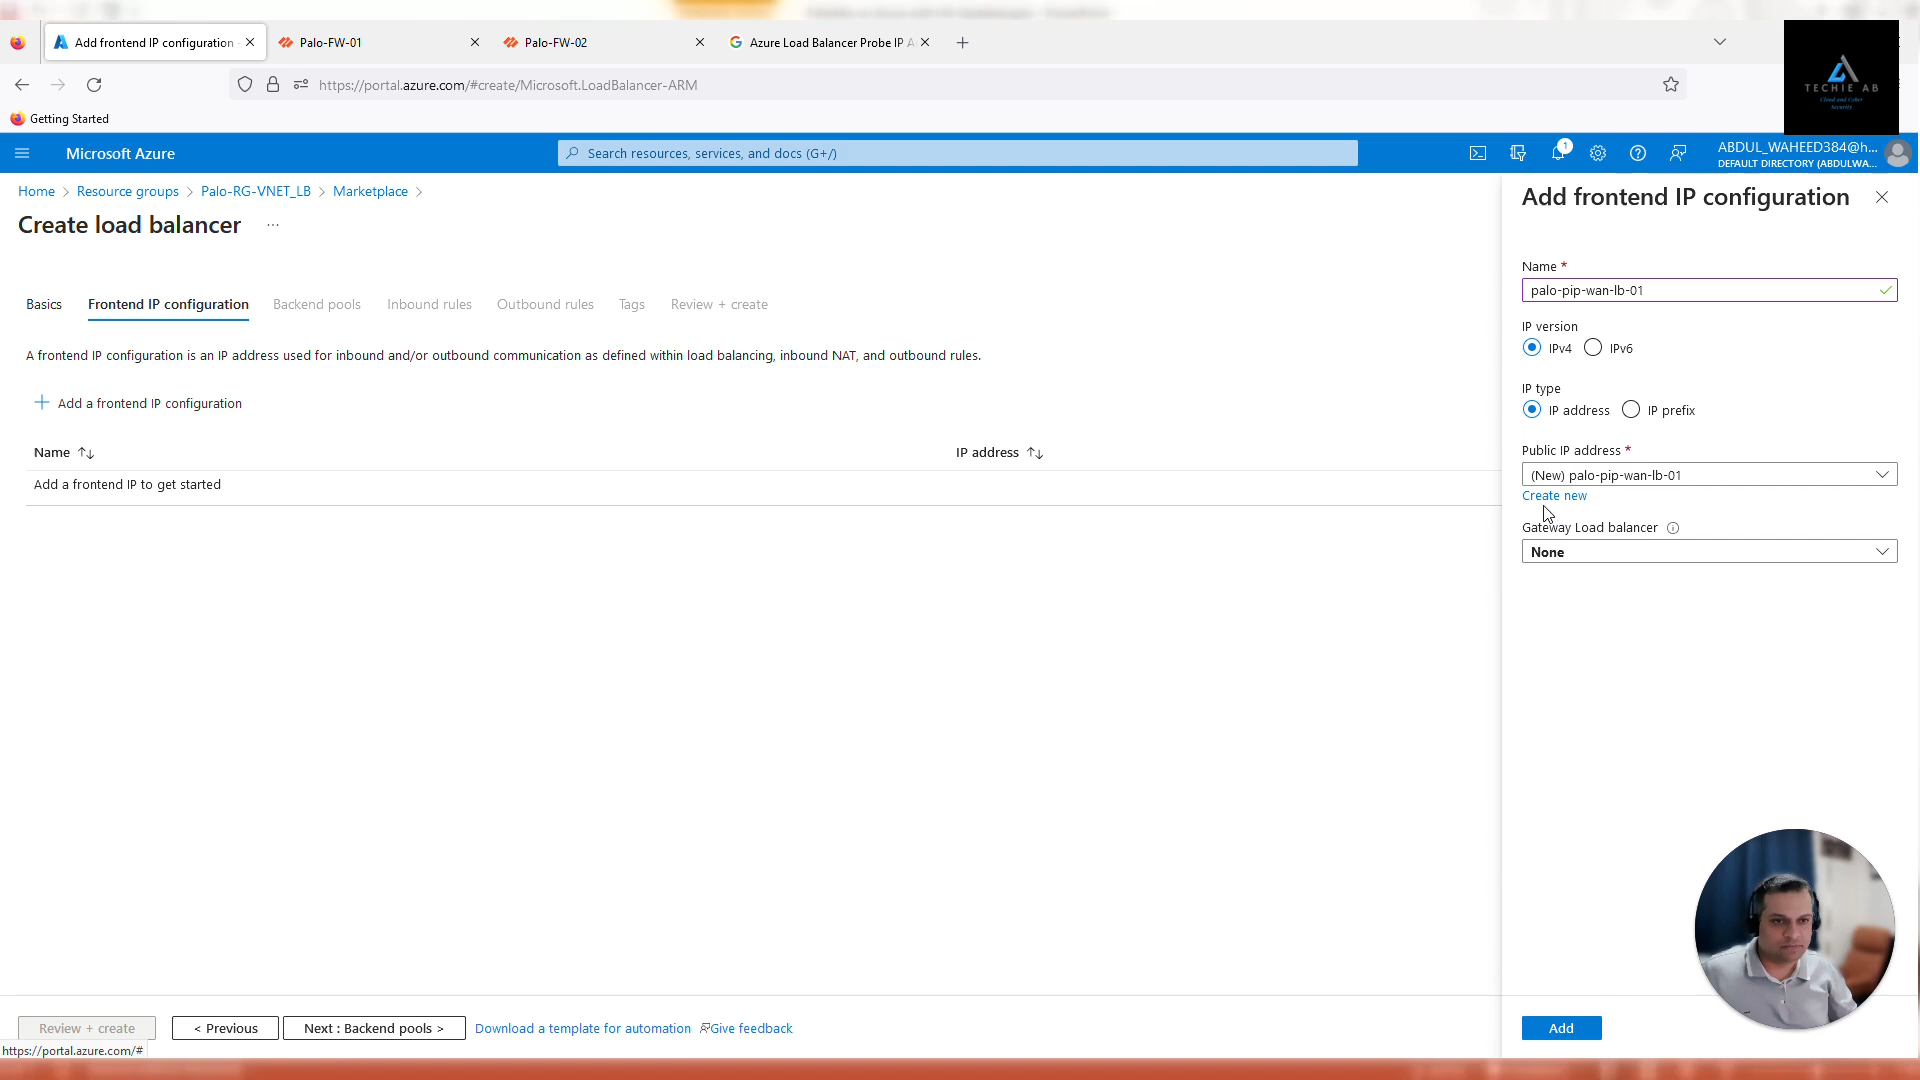 Add frontend IP configuration
Palo-FW-01
Palo-FW-02
Azure Load Balancer Probe IP A
https://portal.azure.com/#create/Microsoft.LoadBalancer-ARM
TECHIE AB
Cloud and Cyber
Security
Getting Started
Microsoft Azure
Search resources, services, and docs (G+/)
1
ABDUL_WAHEED384@h...
DEFAULT DIRECTORY (ABDULWA...
Home > Resource groups > Palo-RG-VNET_LB > Marketplace >
Create load balancer ...
Basics Frontend IP configuration Backend pools Inbound rules Outbound rules Tags Review + create
A frontend IP configuration is an IP address used for inbound and/or outbound communication as defined within load balancing, inbound NAT, and outbound rules.
+ Add a frontend IP configuration
Name ↑↓ IP address ↑↓
Add a frontend IP to get started
Add frontend IP configuration
Name *
palo-pip-wan-lb-01
IP version
IPv4 IPv6
IP type
IP address IP prefix
Public IP address *
(New) palo-pip-wan-lb-01
Create new
Gateway Load balancer
None
Review + create < Previous Next : Backend pools > Download a template for automation Give feedback
Add
https://portal.azure.com/#